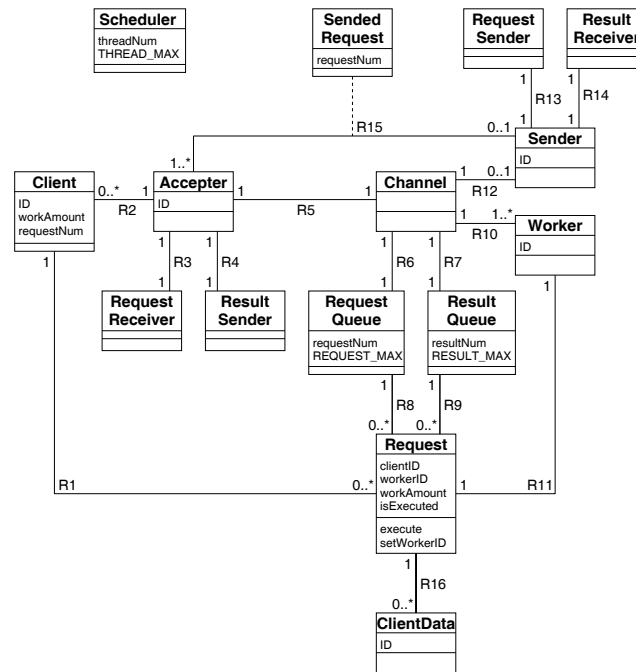 Scheduler
threadNum
THREAD_MAX
Sended
Request
requestNum
Request
Sender
Result
Receiver
1
1
R13
R14
1
1
R15
0..1
Sender
ID
1..*
Client
ID
workAmount
requestNum
0..*
1
R2
Accepter
ID
1
1
R5
Channel
1
0..1
R12
1
1..*
R10
Worker
ID
1
1
1
R3
R4
1
1
1
1
R6
R7
1
1
1
Request
Receiver
Result
Sender
Request
Queue
requestNum
REQUEST_MAX
Result
Queue
resultNum
RESULT_MAX
1
1
R8
R9
0..*
0..*
Request
clientID
workerID
workAmount
isExecuted
execute
setWorkerID
R1
0..*
1
R11
1
R16
0..*
ClientData
ID